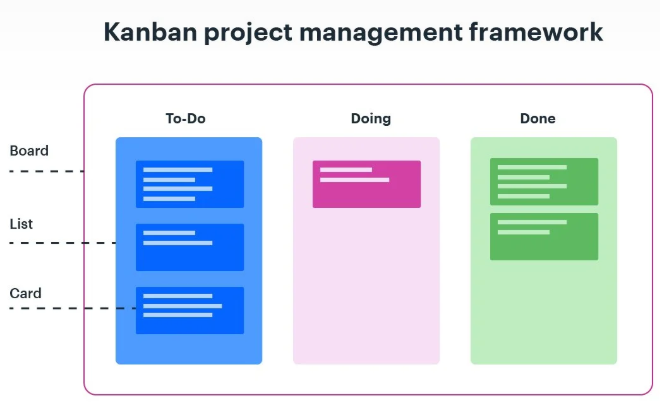 Kanban project management framework
To-Do
Doing
Done
Board
List
Card